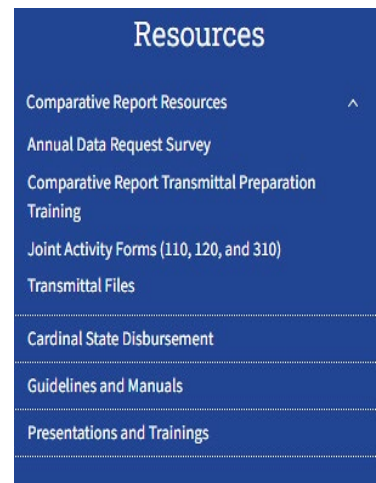 Resources
Comparative Report Resources
Annual Data Request Survey
Comparative Report Transmittal Preparation
Training
Joint Activity Forms (110, 120, and 310)
Transmittal Files
Cardinal State Disbursement
Guidelines and Manuals
Presentations and Trainings